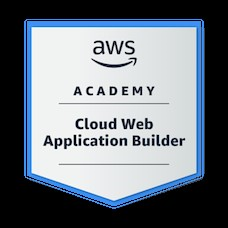 aws
ACADEMY
Cloud Web
Application Builder